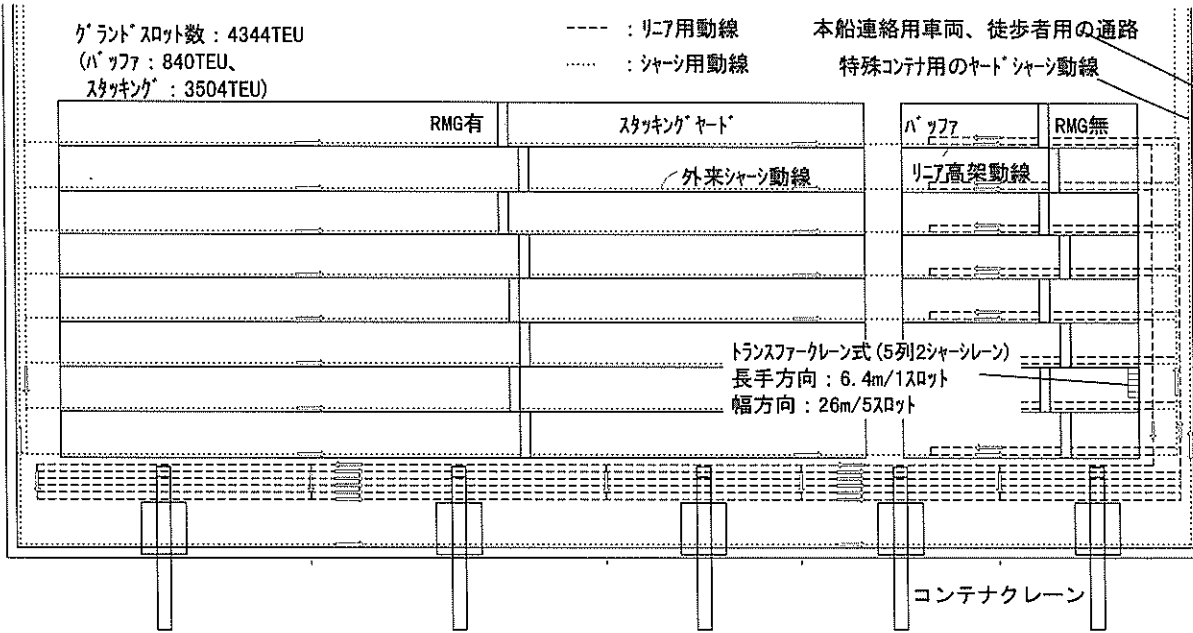 グランドスロット数：4344TEU
(バッファ：840TEU、
スタッキング：3504TEU)
---- ：リニア用動線
...... ：シャーシ用動線
本船連絡用車両、徒歩者用の通路
特殊コンテナ用のヤードシャーシ動線
RMG有
スタッキングヤード
バッファ
RMG無
外来シャーシ動線
リニア高架動線
トランスファークレーン式(5列2シャーシレーン)
長手方向：6.4m/1スロット
幅方向：26m/5スロット
コンテナクレーン